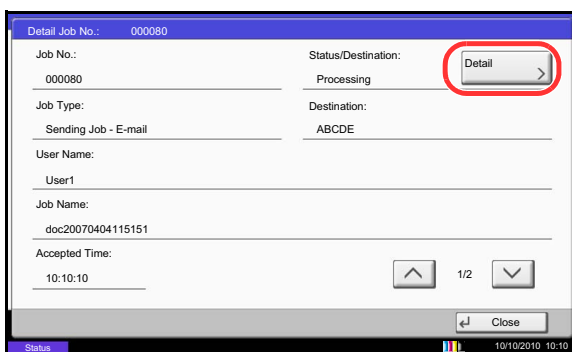 Detail Job No.: 000080
Job No.:
000080
Status/Destination:
Processing
Detail
Job Type:
Sending Job - E-mail
Destination:
ABCDE
User Name:
User1
Job Name:
doc20070404115151
Accepted Time:
10:10:10
1/2
Close
Status 10/10/2010 10:10